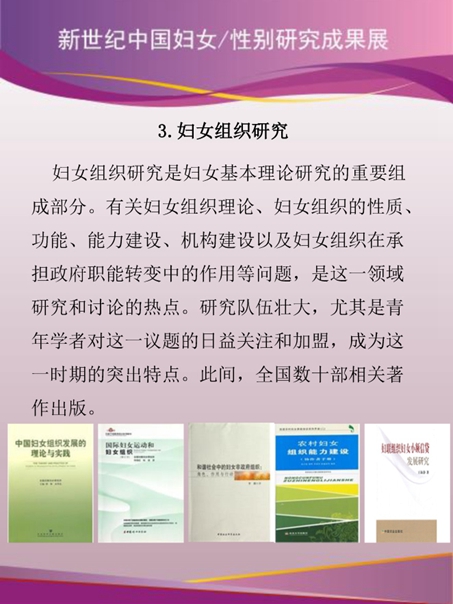 新世纪中国妇女/性别研究成果展
3.妇女组织研究
妇女组织研究是妇女基本理论研究的重要组
成部分。有关妇女组织理论、妇女组织的性质、
功能、能力建设、机构建设以及妇女组织在承
担政府职能转变中的作用等问题，是这一领域
研究和讨论的热点。研究队伍壮大，尤其是青
年学者对这一议题的日益关注和加盟，成为这
一时期的突出特点。此间，全国数十部相关著
作出版。
中国妇女组织发展的
理论与实践
国际妇女运动和
妇女组织
和谐社会中的妇女非政府组织：
农村妇女
组织能力建设
妇联组织妇女小额信贷
发展研究